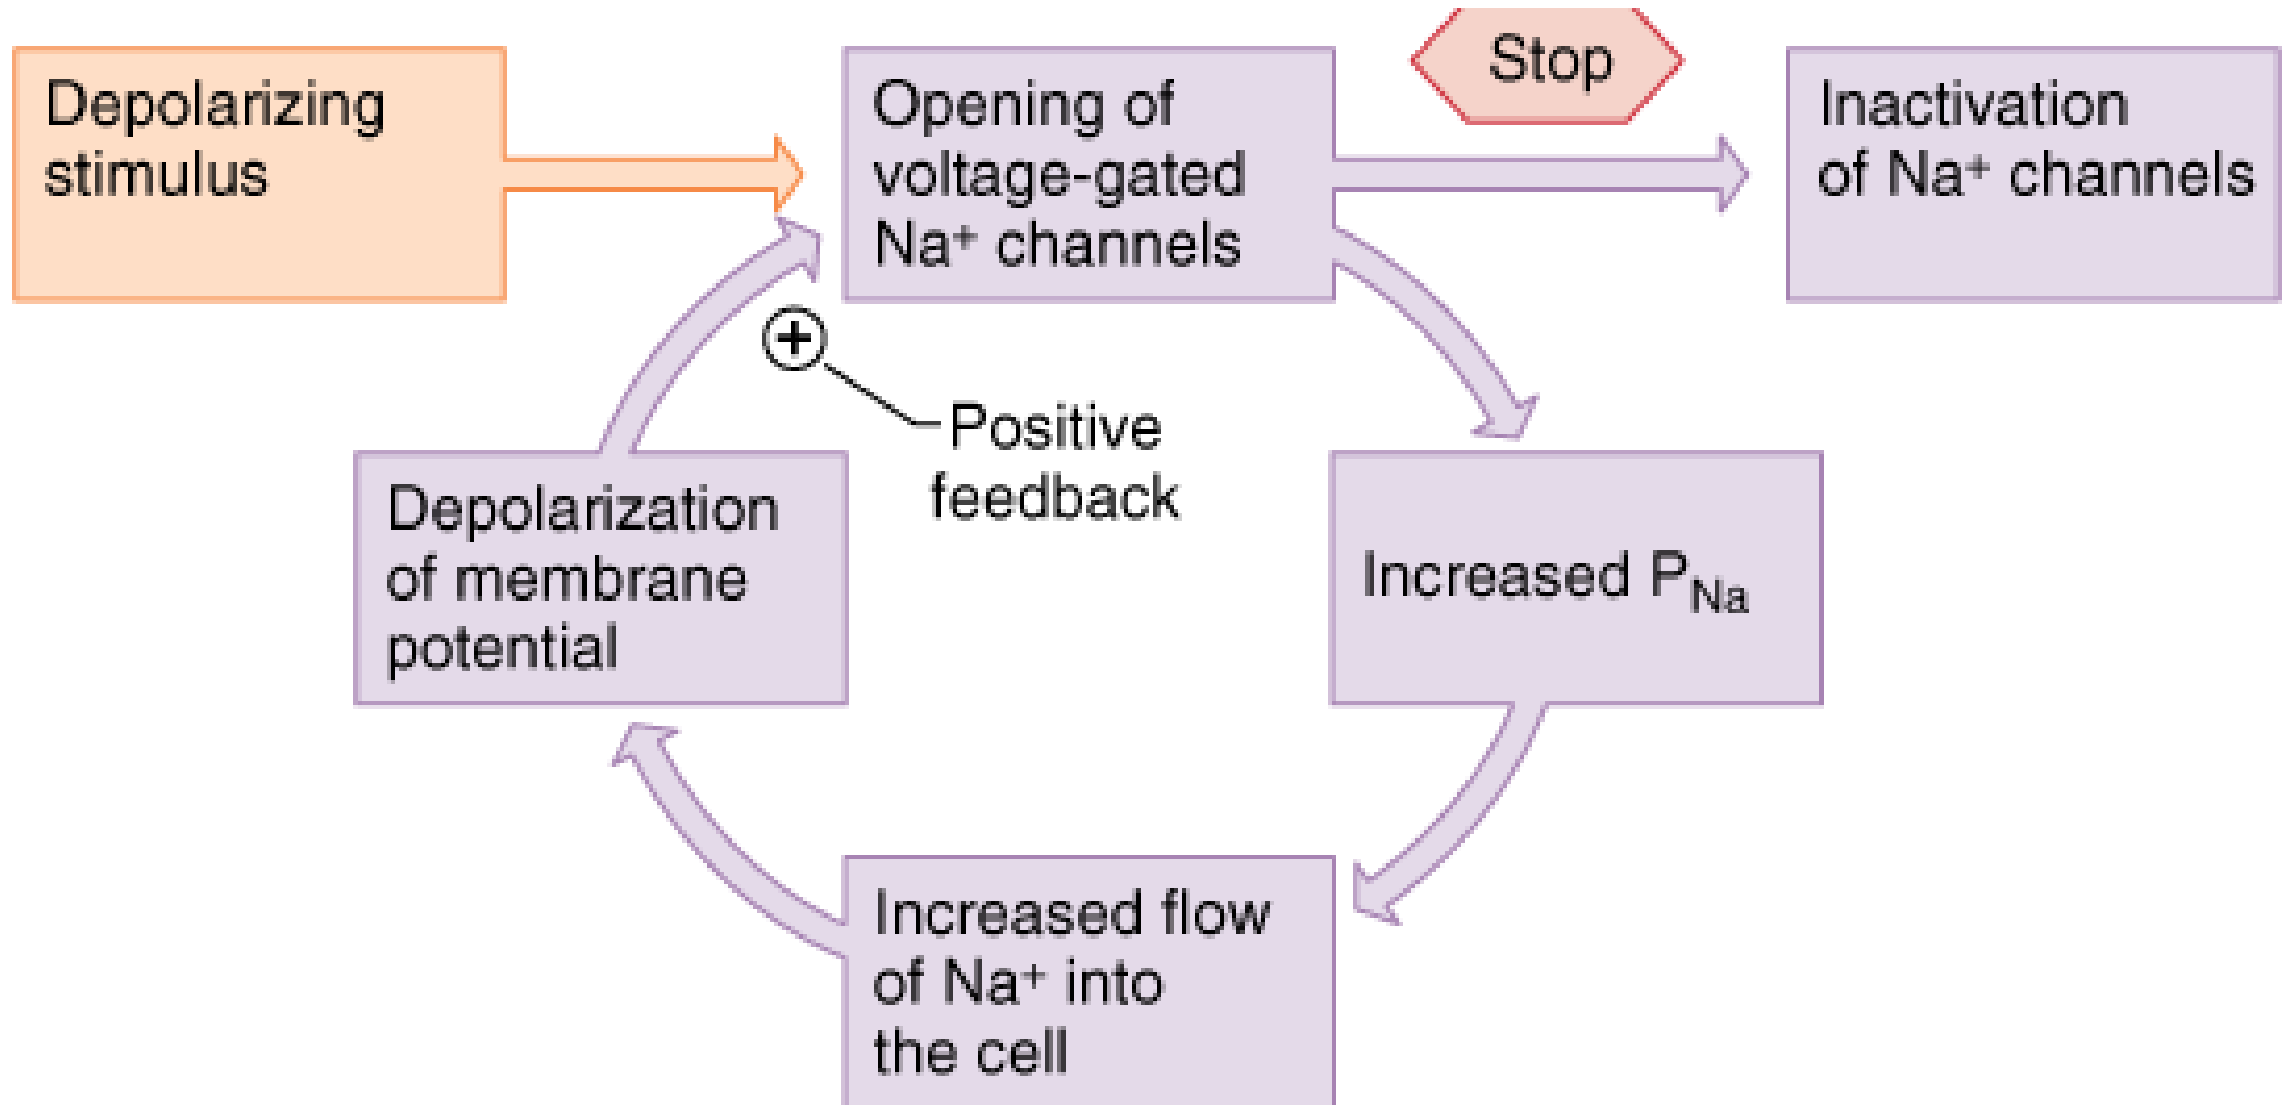 Depolarizing
stimulus
Opening of
voltage-gated
Na⁺ channels
Stop
Inactivation
of Na⁺ channels
Positive
feedback
Depolarization
of membrane
potential
Increased P_Na
Increased flow
of Na⁺ into
the cell